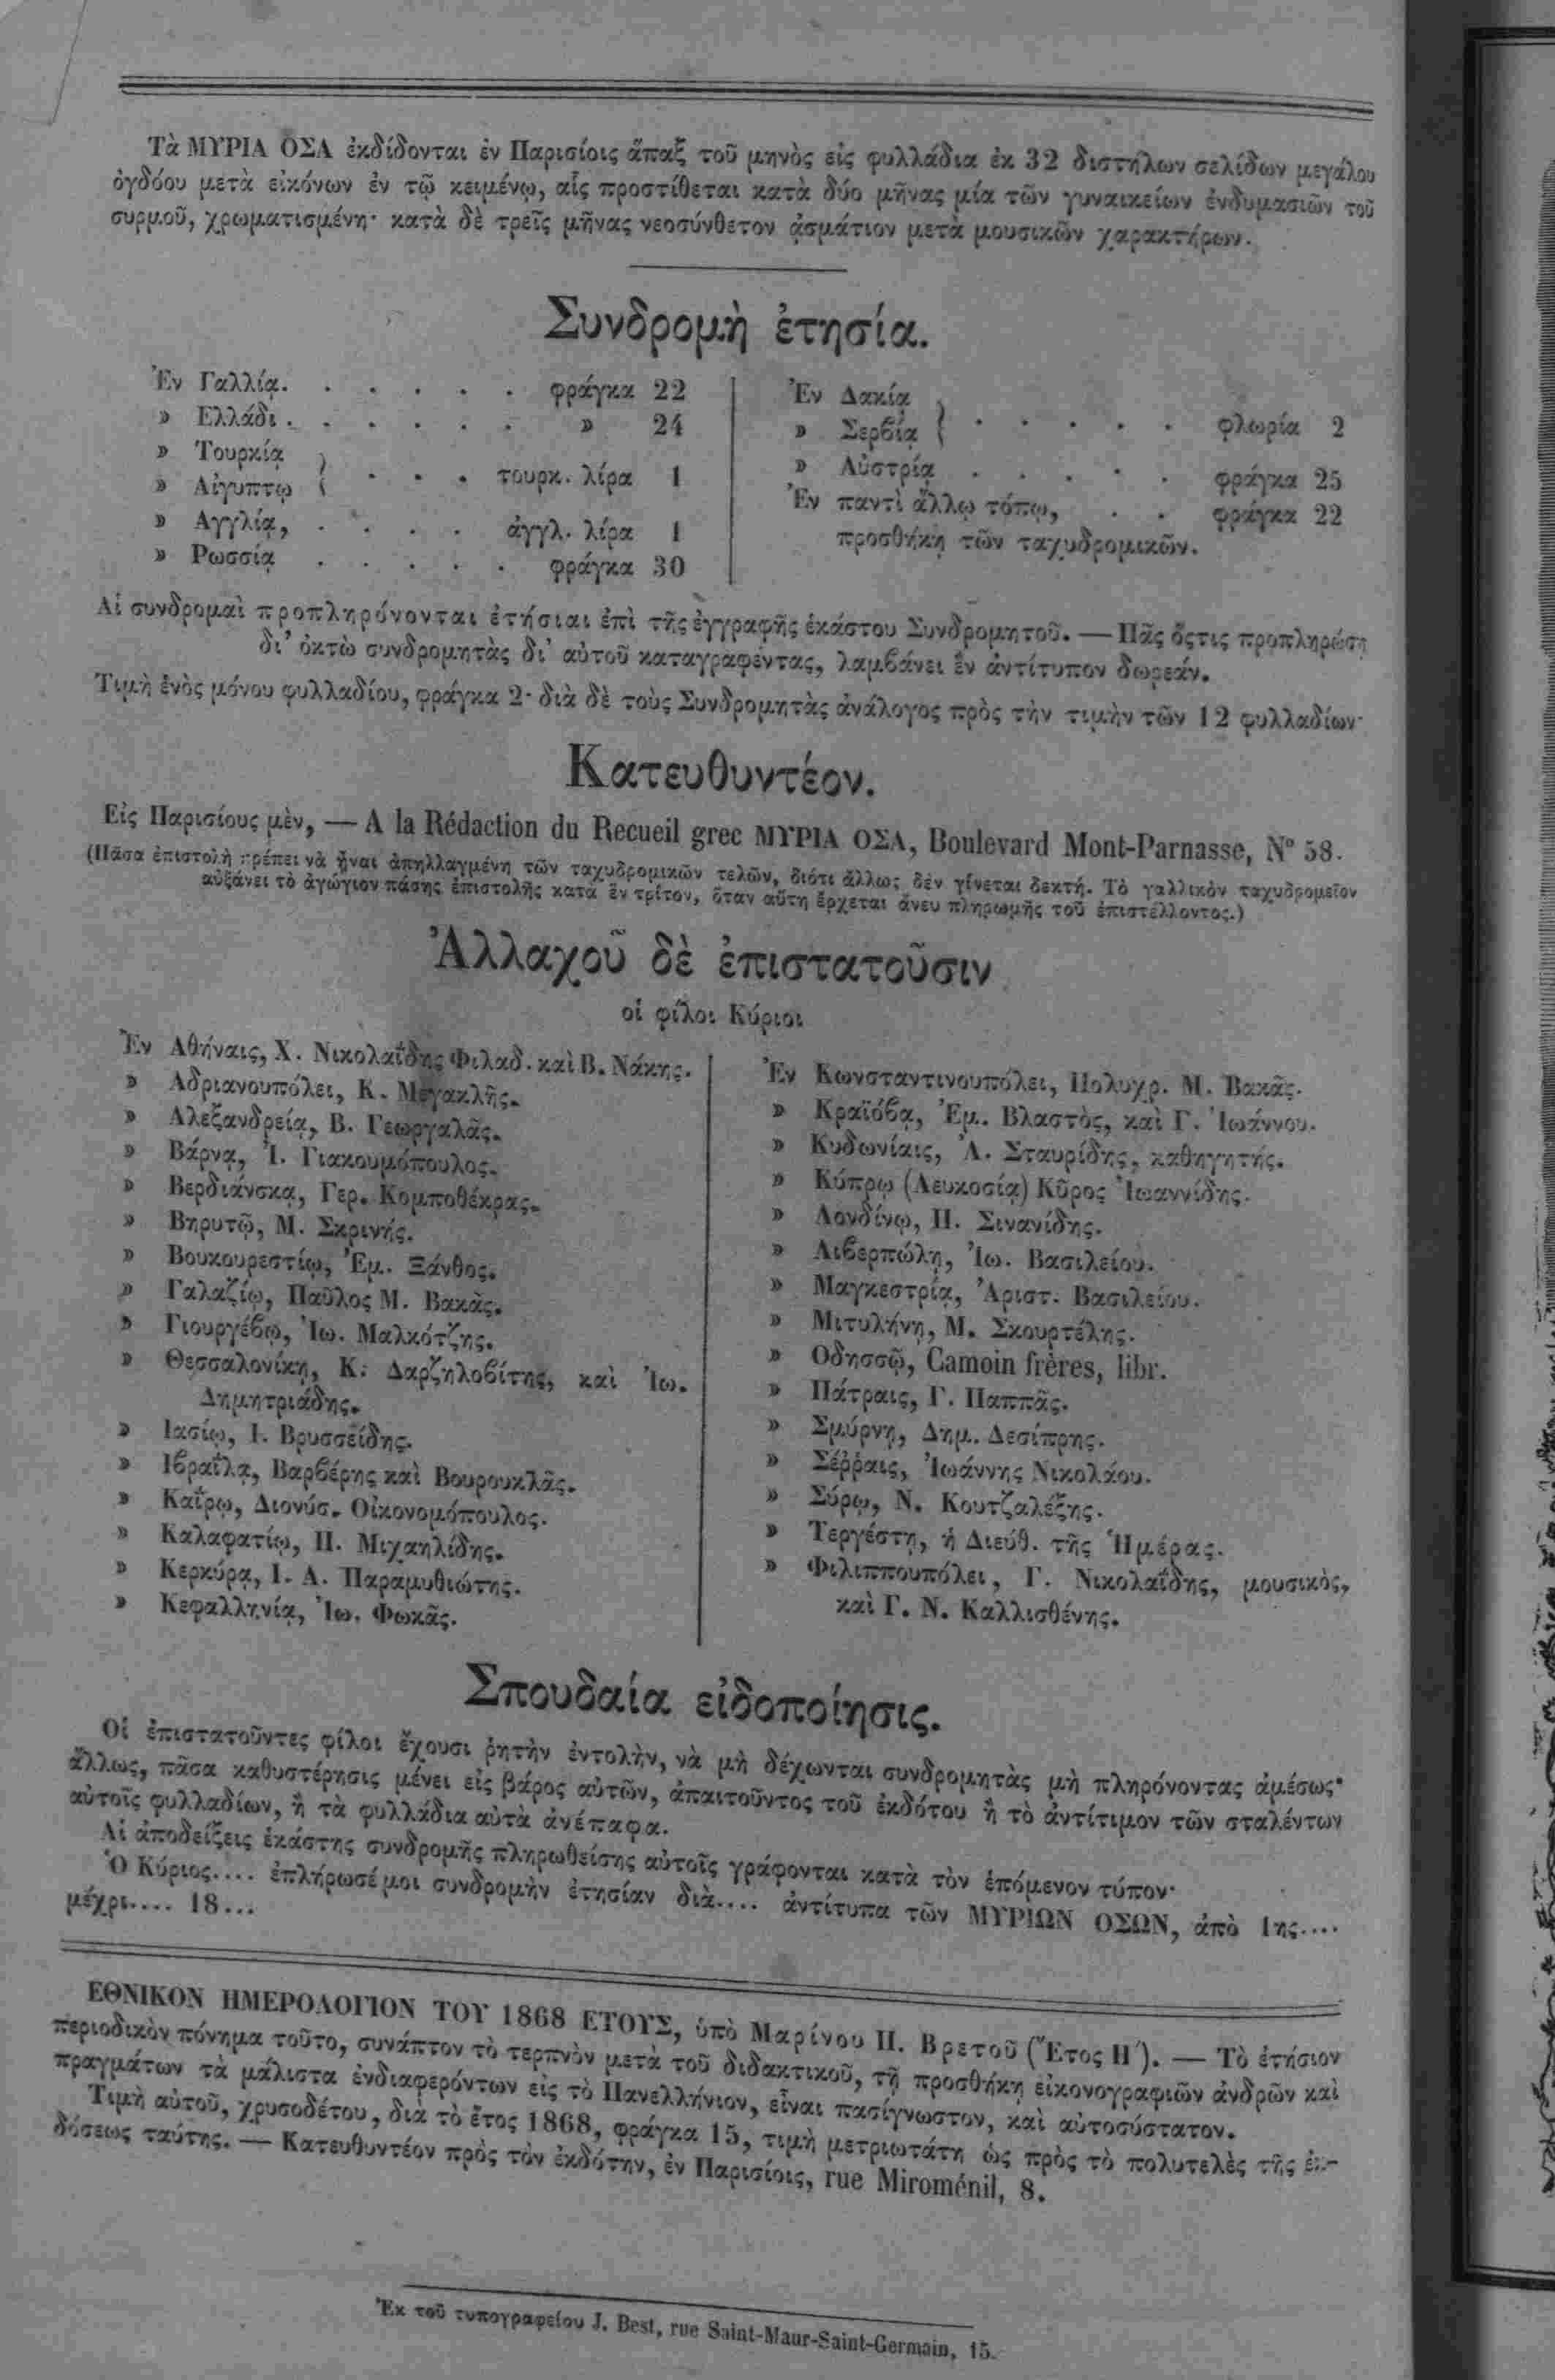 Τὰ ΜΥΡΙΑ ΟΣΑ ἐκδίδονται ἐν Παρισίοις ἅπαξ τοῦ μηνὸς εἰς φυλλάδια ἐκ 32 διστήλων σελίδων μεγάλου
ὀγδόου μετὰ εἰκόνων ἐν τῷ κειμένῳ, αἷς προστίθεται κατὰ δύο μῆνας μία τῶν γυναικείων ἐνδυμασιῶν τοῦ
συρμοῦ, χρωματισμένη· κατὰ δὲ τρεῖς μῆνας νεοσύνθετον ᾀσμάτιον μετὰ μουσικῶν χαρακτήρων.
Συνδρομὴ ἐτησία.
Ἐν Γαλλίᾳ. . . . . . φράγκα 22
» Ελλάδι . . . . . . » 24
» Τουρκίᾳ
» Αἰγυπτῳ } . . . τουρκ. λίρα 1
» Αγγλίᾳ, . . . . ἀγγλ. λίρα 1
» Ρωσσίᾳ . . . . . φράγκα 30
Ἐν Δακίᾳ
» Σερβίᾳ } . . . . . φλωρία 2
» Αὐστρίᾳ . . . . . φράγκα 25
Ἐν παντὶ ἄλλῳ τόπῳ, . . φράγκα 22
προσθήκῃ τῶν ταχυδρομικῶν.
Αἱ συνδρομαὶ προπληρόνονται ἐτήσιαι ἐπὶ τῆς ἐγγραφῆς ἑκάστου Συνδρομητοῦ. — Πᾶς ὅςτις προπληρώσῃ
δι' ὀκτὼ συνδρομητὰς δι' αὐτοῦ καταγραφέντας, λαμβάνει ἓν ἀντίτυπον δωρεάν.
Τιμὴ ἑνὸς μόνου φυλλαδίου, φράγκα 2· διὰ δὲ τοὺς Συνδρομητὰς ἀνάλογος πρὸς τὴν τιμὴν τῶν 12 φυλλαδίων·
Κατευθυντέον.
Εἰς Παρισίους μὲν, — A la Rédaction du Recueil grec ΜΥΡΙΑ ΟΣΑ, Boulevard Mont-Parnasse, N° 58.
(Πᾶσα ἐπιστολὴ πρέπει νὰ ᾖναι ἀπηλλαγμένη τῶν ταχυδρομικῶν τελῶν, διότι ἄλλως δὲν γίνεται δεκτή. Τὸ γαλλικὸν ταχυδρομεῖον
αὐξάνει τὸ ἀγώγιον πάσης ἐπιστολῆς κατὰ ἓν τρίτον, ὅταν αὕτη ἔρχεται ἄνευ πληρωμῆς τοῦ ἐπιστέλλοντος.)
Ἀλλαχοῦ δὲ ἐπιστατοῦσιν
οἱ φίλοι Κύριοι
Ἐν Αθήναις, Χ. Νικολαΐδης Φιλαδ. καὶ Β. Νάκης.
» Αδριανουπόλει, Κ. Μεγακλῆς.
» Αλεξανδρείᾳ, Β. Γεωργαλᾶς.
» Βάρνᾳ, Ἰ. Γιακουμόπουλος.
» Βερδιάνσκᾳ, Γερ. Κομποθέκρας.
» Βηρυτῷ, Μ. Σκρινής.
» Βουκουρεστίῳ, Ἐμ. Ξάνθος.
» Γαλαζίῳ, Παῦλος Μ. Βακὰς.
» Γιουργέβῳ, Ἰω. Μαλκότζης.
» Θεσσαλονίκῃ, Κ. Δαρζηλοβίτης, καὶ Ἰω.
Δημητριάδης.
» Ιασίῳ, Ι. Βρυσσείδης.
» Ιβραΐλᾳ, Βαρβέρης καὶ Βουρουκλᾶς.
» Καΐρῳ, Διονύσ. Οἰκονομόπουλος.
» Καλαφατίῳ, Π. Μιχαηλίδης.
» Κερκύρᾳ, Ι. Α. Παραμυθιώτης.
» Κεφαλληνίᾳ, Ἰω. Φωκᾶς.
Ἐν Κωνσταντινουπόλει, Πολυχρ. Μ. Βακᾶς.
» Κραϊόβᾳ, Ἐμ. Βλαστὸς, καὶ Γ. Ἰωάννου.
» Κυδωνίαις, Ἀ. Σταυρίδης, καθηγητής.
» Κύπρῳ (Λευκοσίᾳ) Κῦρος Ἰωαννίδης.
» Λονδίνῳ, Π. Σινανίδης.
» Λιβερπώλῃ, Ἰω. Βασιλείου.
» Μαγκεστρίᾳ, Ἀριστ. Βασιλείου.
» Μιτυλήνῃ, Μ. Σκουρτέλης.
» Οδησσῷ, Camoin frères, libr.
» Πάτραις, Γ. Παππᾶς.
» Σμύρνῃ, Δημ. Δεσίπρης.
» Σέῤῥαις, Ἰωάννης Νικολάου.
» Σύρῳ, Ν. Κουτζαλέξης.
» Τεργέστῃ, ἡ Διεύθ. τῆς Ἡμέρας.
» Φιλιππουπόλει, Γ. Νικολαΐδης, μουσικὸς,
καὶ Γ. Ν. Καλλισθένης.
Σπουδαία εἰδοποίησις.
Οἱ ἐπιστατοῦντες φίλοι ἔχουσι ῥητὴν ἐντολὴν, νὰ μὴ δέχωνται συνδρομητὰς μὴ πληρόνοντας ἀμέσως·
ἄλλως, πᾶσα καθυστέρησις μένει εἰς βάρος αὐτῶν, ἀπαιτοῦντος τοῦ ἐκδότου ἢ τὸ ἀντίτιμον τῶν σταλέντων
αὐτοῖς φυλλαδίων, ἢ τὰ φυλλάδια αὐτὰ ἀνέπαφα.
Αἱ ἀποδείξεις ἑκάστης συνδρομῆς πληρωθείσης αὐτοῖς γράφονται κατὰ τὸν ἑπόμενον τύπον·
Ὁ Κύριος.... ἐπλήρωσέ μοι συνδρομὴν ἐτησίαν διὰ.... ἀντίτυπα τῶν ΜΥΡΙΩΝ ΟΣΩΝ, ἀπὸ 1ης....
μέχρι.... 18...
ΕΘΝΙΚΟΝ ΗΜΕΡΟΛΟΓΙΟΝ ΤΟΥ 1868 ΕΤΟΥΣ, ὑπὸ Μαρίνου Π. Βρετοῦ (Ἔτος Η΄). — Τὸ ἐτήσιον
περιοδικὸν πόνημα τοῦτο, συνάπτον τὸ τερπνὸν μετὰ τοῦ διδακτικοῦ, τῇ προσθήκῃ εἰκονογραφιῶν ἀνδρῶν καὶ
πραγμάτων τὰ μάλιστα ἐνδιαφερόντων εἰς τὸ Πανελλήνιον, εἶναι πασίγνωστον, καὶ αὐτοσύστατον.
Τιμὴ αὐτοῦ, χρυσοδέτου, διὰ τὸ ἔτος 1868, φράγκα 15, τιμὴ μετριωτάτη ὡς πρὸς τὸ πολυτελὲς τῆς ἐκ-
δόσεως ταύτης. — Κατευθυντέον πρὸς τὸν ἐκδότην, ἐν Παρισίοις, rue Miroménil, 8.
Ἐκ τοῦ τυπογραφείου J. Best, rue Saint-Maur-Saint-Germain, 15.